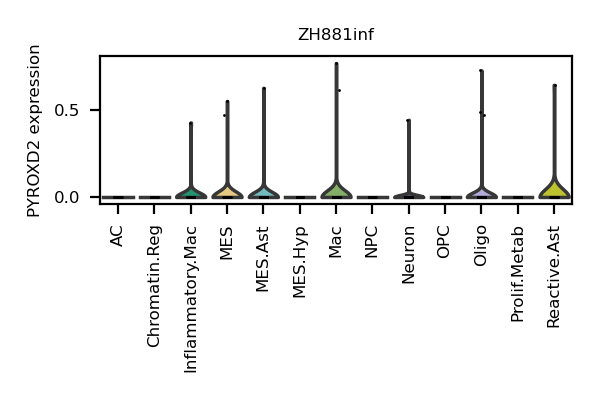 ZH881inf
PYROXD2 expression
0.5
0.0
AC
Chromatin.Reg
Inflammatory.Mac
MES
MES.Ast
MES.Hyp
Mac
NPC
Neuron
OPC
Oligo
Prolif.Metab
Reactive.Ast